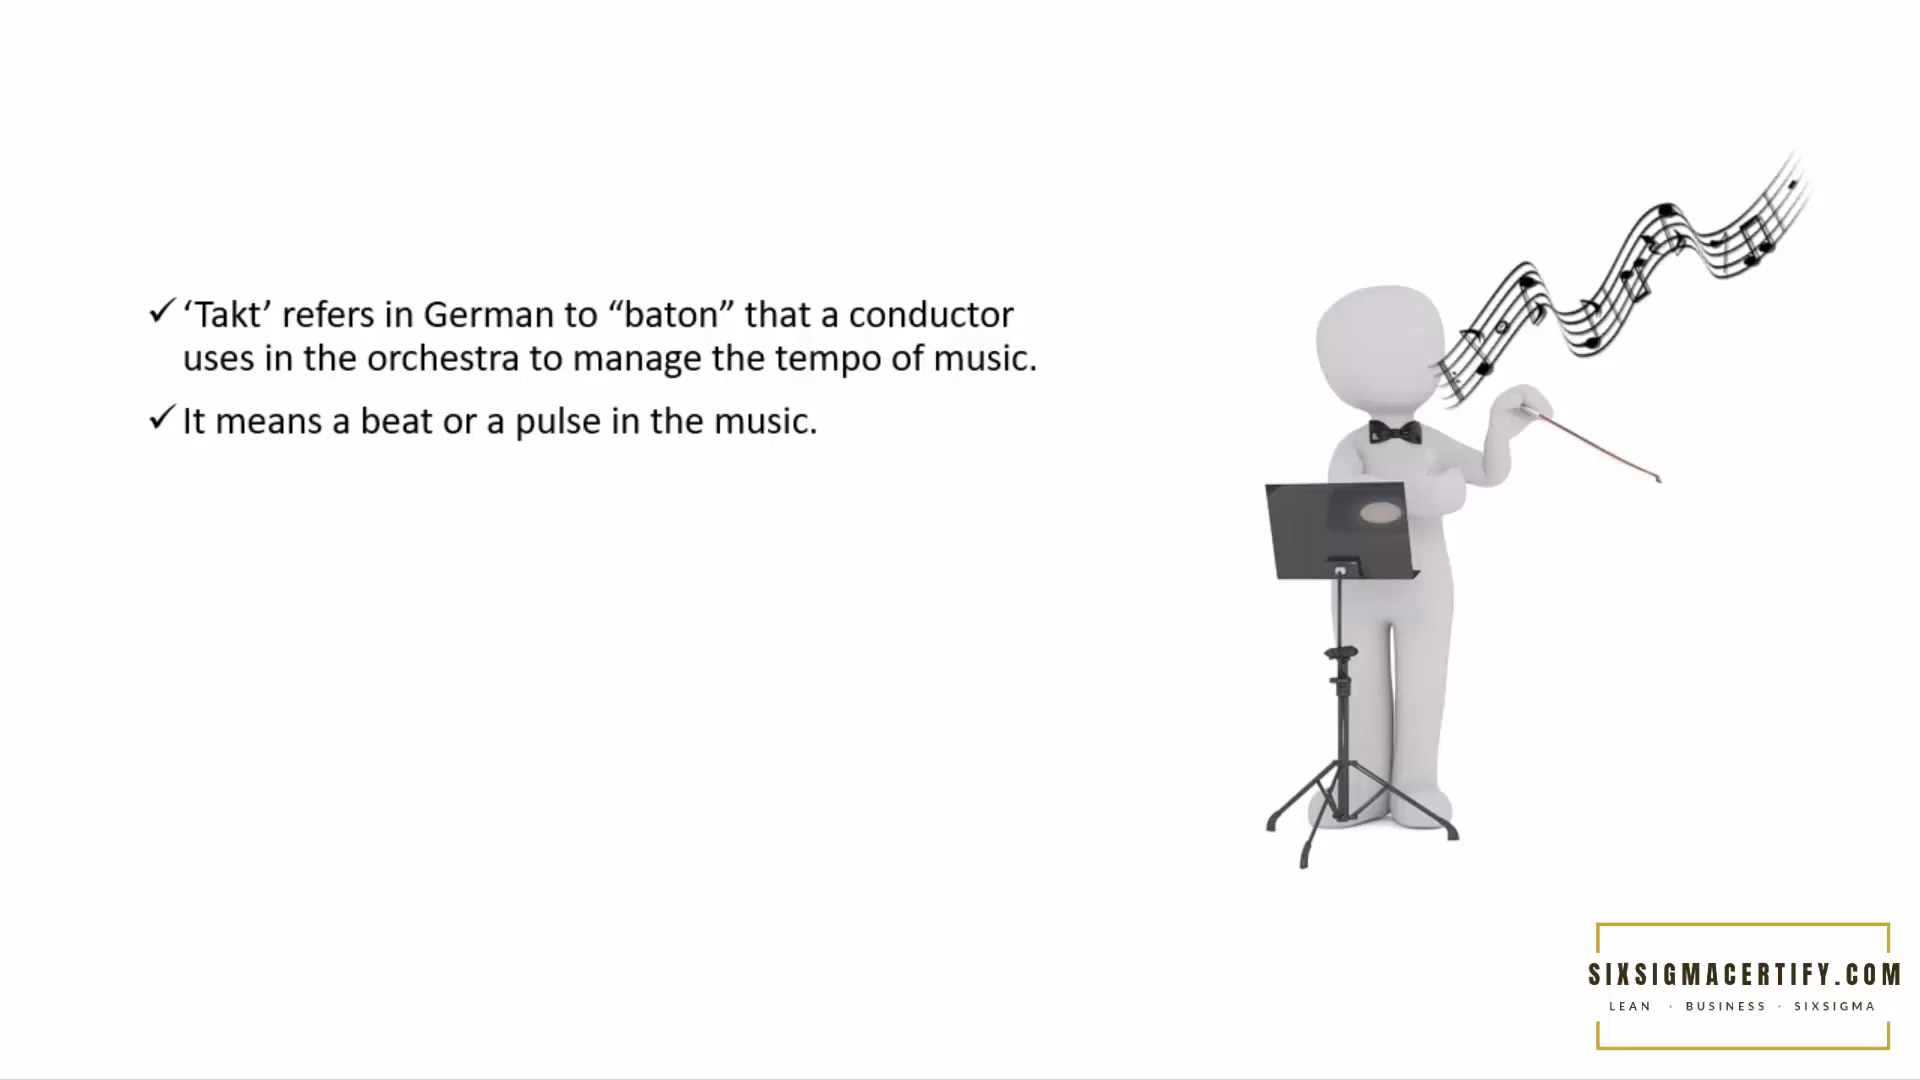 ✓ ‘Takt’ refers in German to “baton” that a conductor
uses in the orchestra to manage the tempo of music.
✓ It means a beat or a pulse in the music.
SIXSIGMACERTIFY.COM
LEAN · BUSINESS · SIXSIGMA